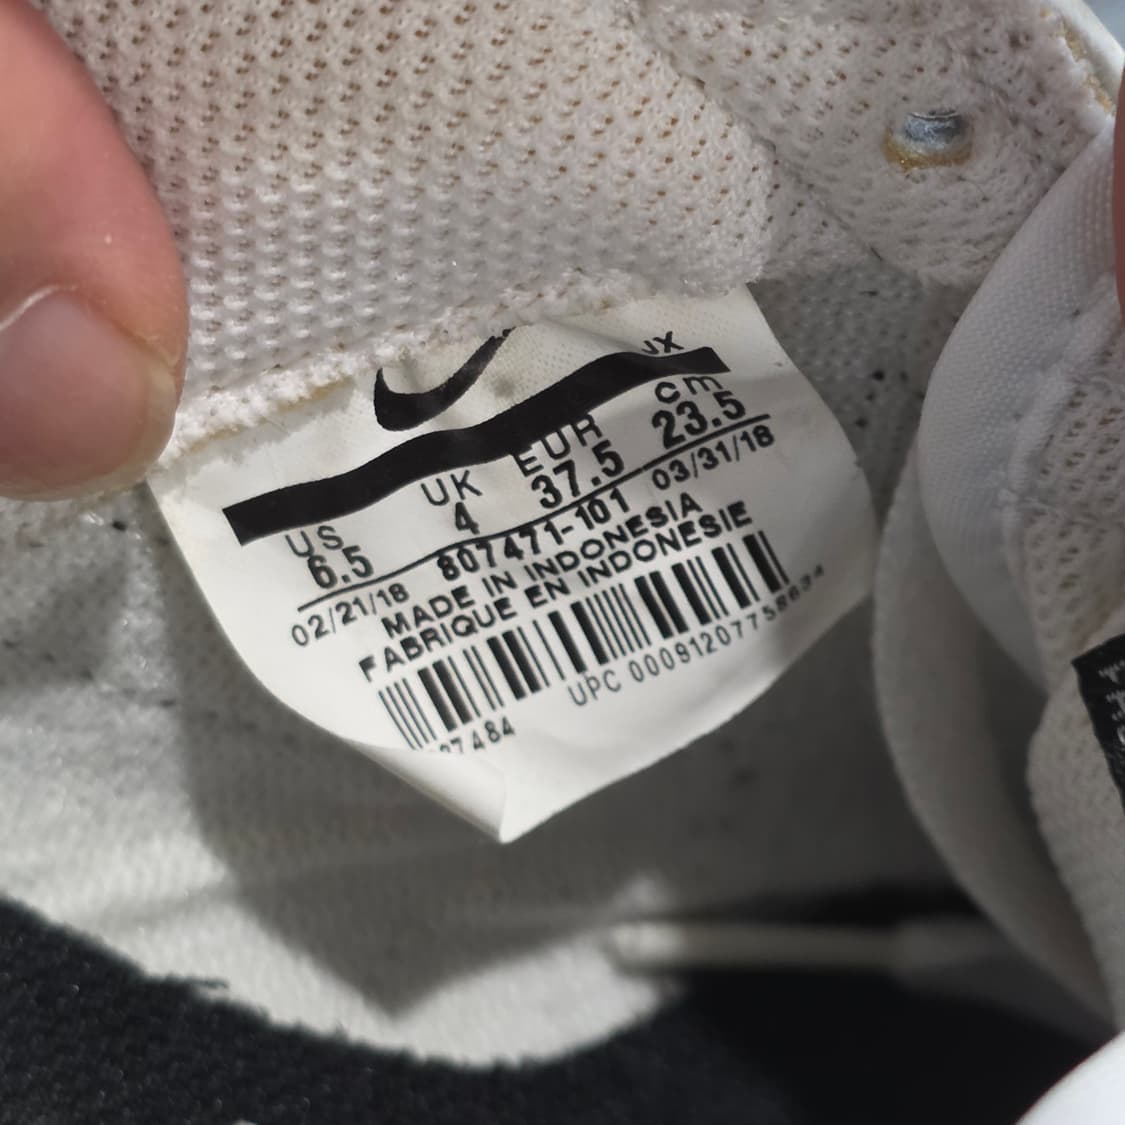 JX
US UK EUR cm
6.5 4 37.5 23.5
02/21/18 807471-101 03/31/18
MADE IN INDONESIA
FABRIQUE EN INDONESIE
UPC